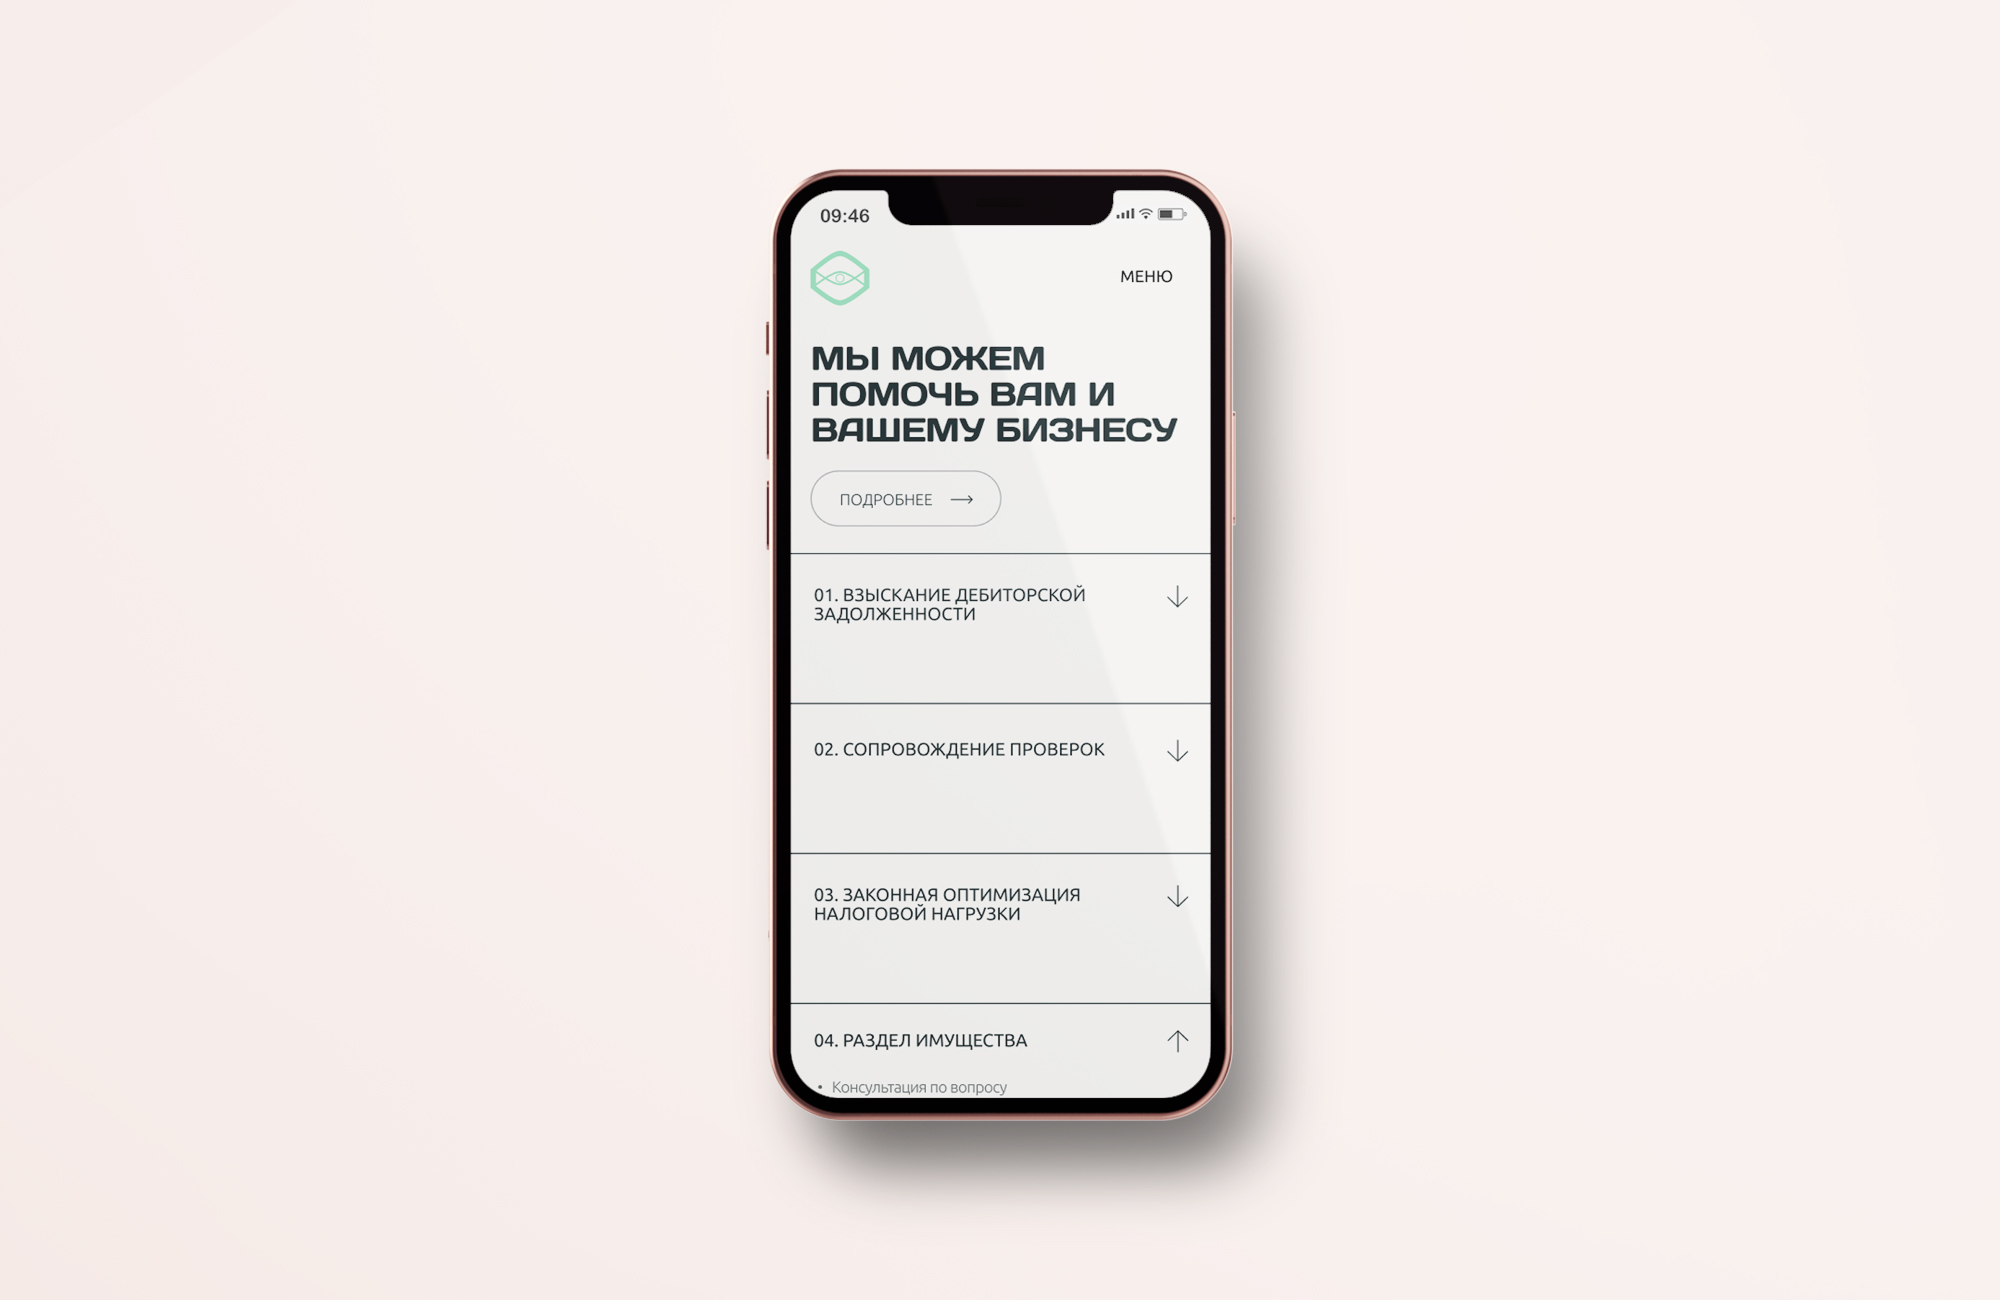 09:46
МЕНЮ
МЫ МОЖЕМ
ПОМОЧЬ ВАМ И
ВАШЕМУ БИЗНЕСУ
ПОДРОБНЕЕ
01. ВЗЫСКАНИЕ ДЕБИТОРСКОЙ
ЗАДОЛЖЕННОСТИ
02. СОПРОВОЖДЕНИЕ ПРОВЕРОК
03. ЗАКОННАЯ ОПТИМИЗАЦИЯ
НАЛОГОВОЙ НАГРУЗКИ
04. РАЗДЕЛ ИМУЩЕСТВА
• Консультация по вопросу